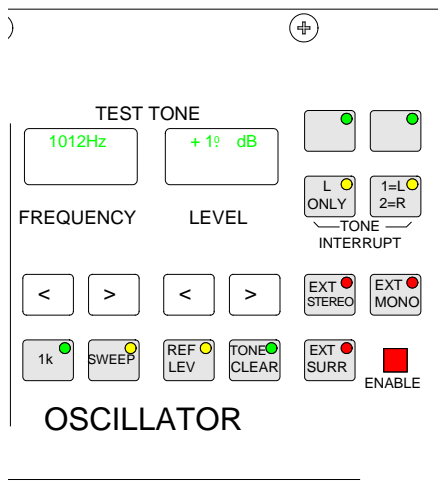 TEST TONE
1012Hz
dB
FREQUENCY
LEVEL
L
ONLY
1=L
2=R
TONE
INTERRUPT
< > < >
EXT
STEREO
EXT
MONO
1k
SWEEP
REF
LEV
TONE
CLEAR
EXT
SURR
ENABLE
OSCILLATOR